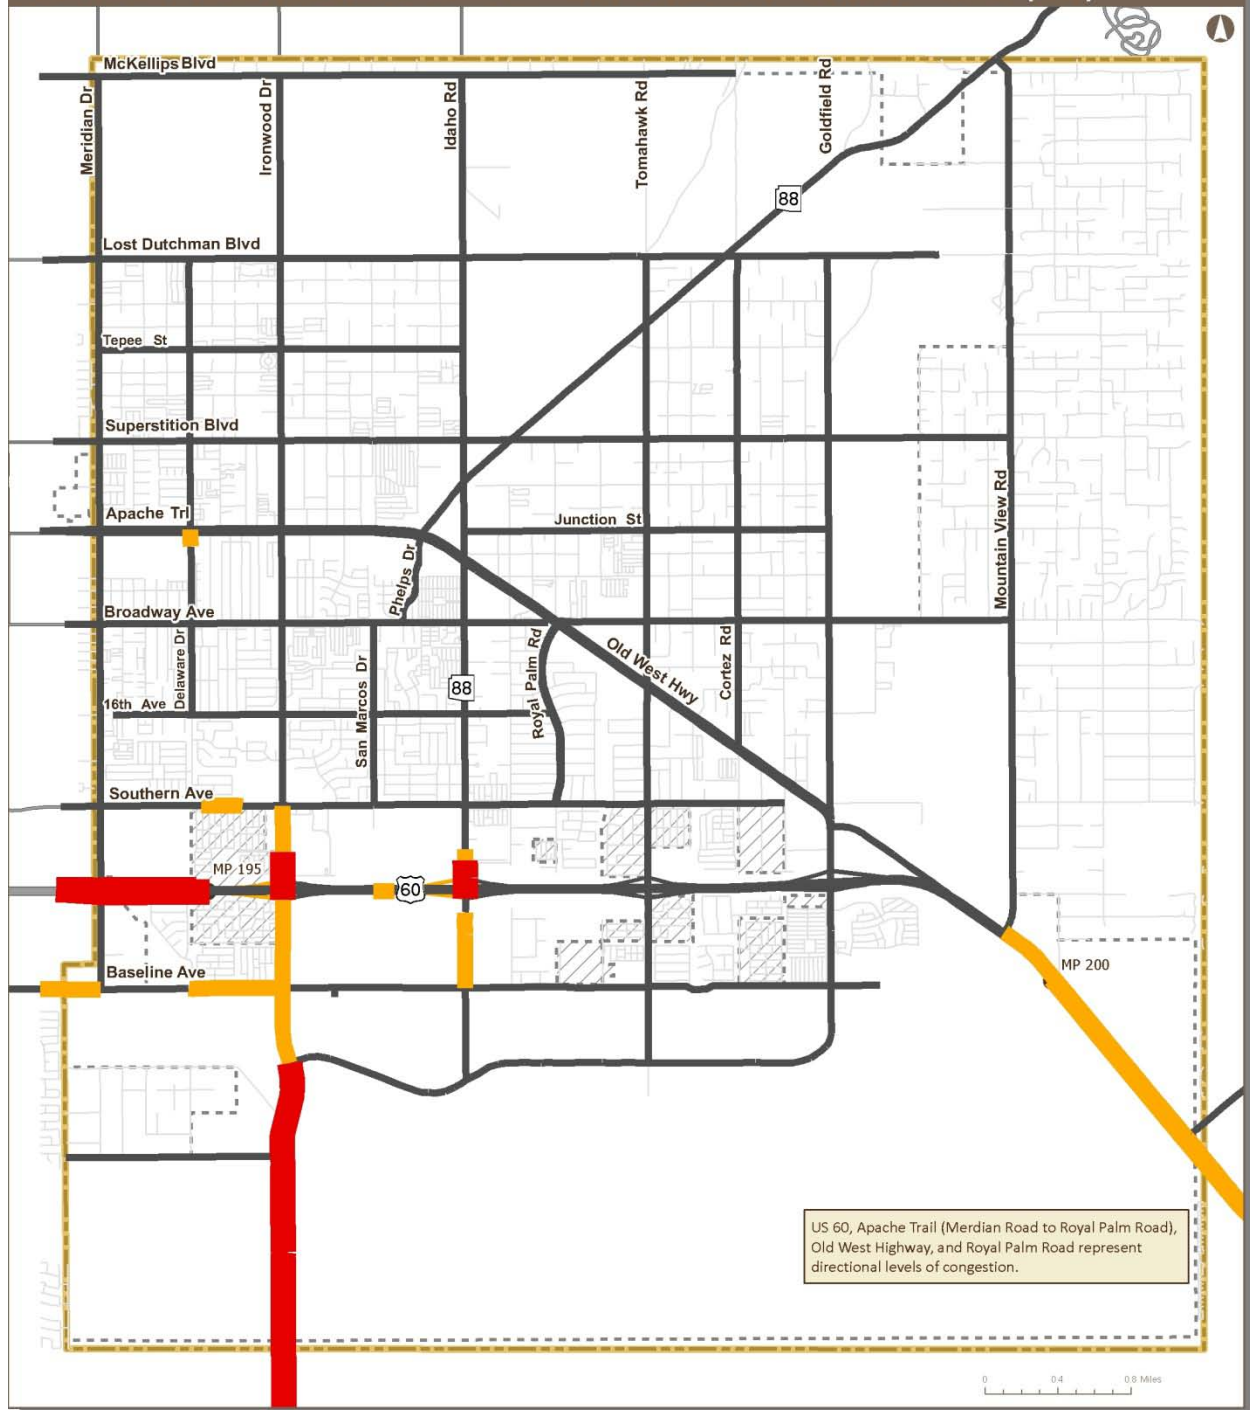 McKellips Blvd
Meridian Dr
Ironwood Dr
Idaho Rd
Tomahawk Rd
Goldfield Rd
88
Lost Dutchman Blvd
Tepee St
Superstition Blvd
Apache Trl
Junction St
Mountain View Rd
Phelps Dr
Broadway Ave
Delaware Dr
San Marcos Dr
88
Royal Palm Rd
Old West Hwy
Cortez Rd
16th Ave
Southern Ave
MP 195
60
Baseline Ave
MP 200
US 60, Apache Trail (Merdian Road to Royal Palm Road),
Old West Highway, and Royal Palm Road represent
directional levels of congestion.
0 0.4 0.8 Miles